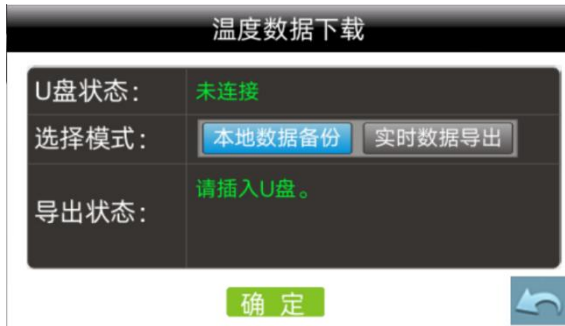 温度数据下载
U盘状态： 未连接
选择模式： 本地数据备份 实时数据导出
导出状态： 请插入U盘。
确 定